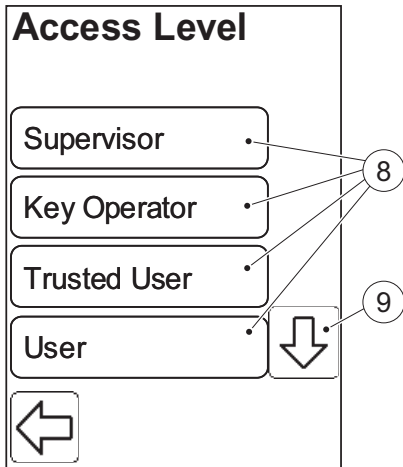 Access Level
Supervisor
Key Operator
Trusted User
User
8
9